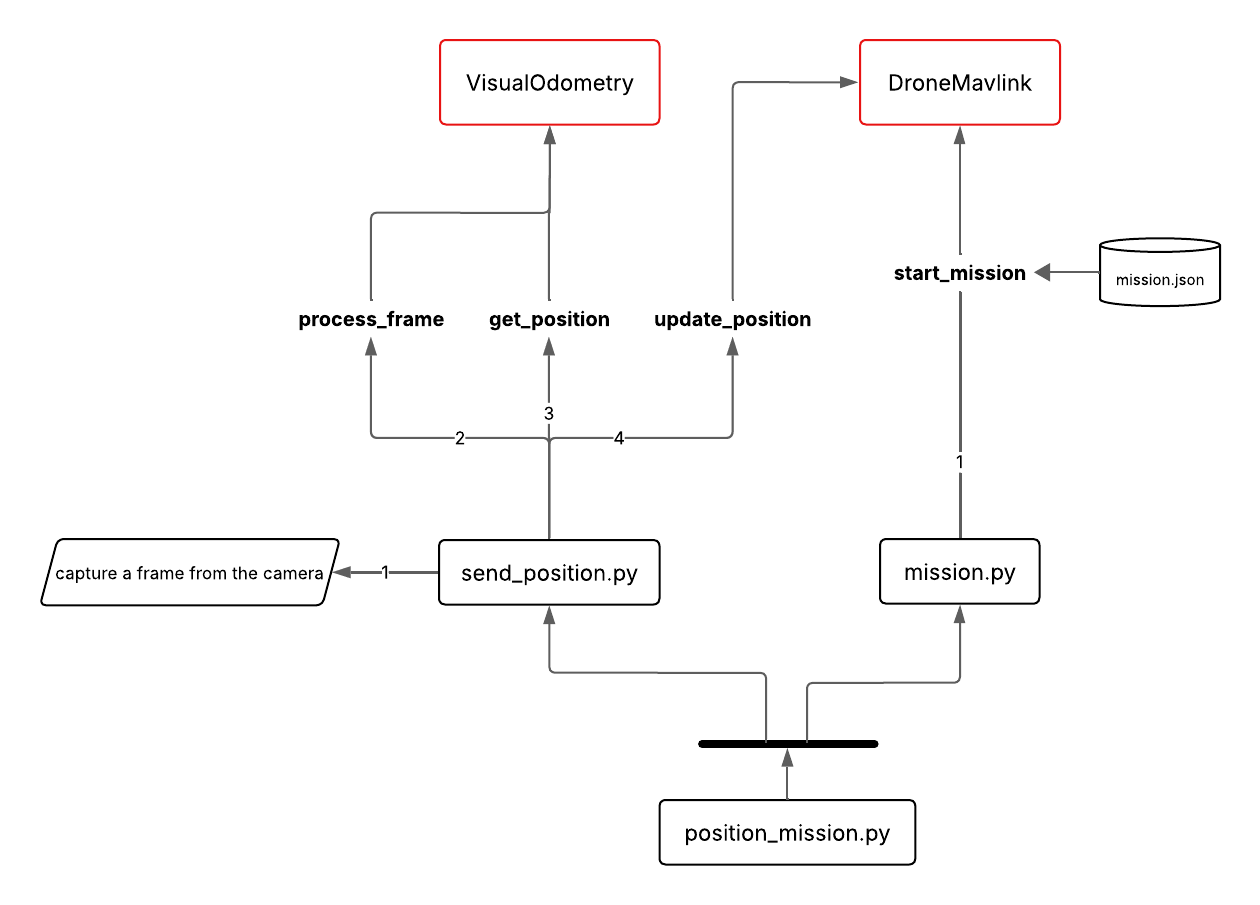 VisualOdometry
DroneMavlink
start_mission
mission.json
process_frame
get_position
update_position
3
2
4
1
capture a frame from the camera
1
send_position.py
mission.py
position_mission.py